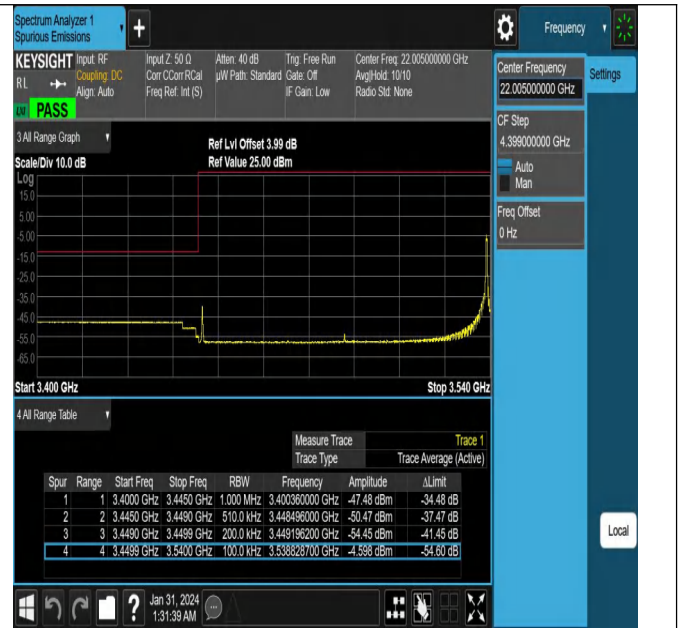 Spectrum Analyzer 1
Spurious Emissions
Frequency
KEYSIGHT Input: RF Input Z: 50 Ω Atten: 40 dB Trig: Free Run Center Freq: 22.005000000 GHz
RL Coupling: DC Corr CCorr RCal µW Path: Standard Gate: Off Avg|Hold: 10/10
Align: Auto Freq Ref: Int (S) IF Gain: Low Radio Std: None
PASS
Center Frequency
22.005000000 GHz
Settings
CF Step
4.399000000 GHz
Auto
Man
Freq Offset
0 Hz
3 All Range Graph
Ref Lvl Offset 3.99 dB
Scale/Div 10.0 dB Ref Value 25.00 dBm
Log
15.0
5.00
-5.00
-15.0
-25.0
-35.0
-45.0
-55.0
-65.0
Start 3.400 GHz Stop 3.540 GHz
4 All Range Table
Measure Trace Trace 1
Trace Type Trace Average (Active)
Spur Range Start Freq Stop Freq RBW Frequency Amplitude ΔLimit
1 1 3.4000 GHz 3.4450 GHz 1.000 MHz 3.400360000 GHz -47.48 dBm -34.48 dB
2 2 3.4450 GHz 3.4490 GHz 510.0 kHz 3.448496000 GHz -50.47 dBm -37.47 dB
3 3 3.4490 GHz 3.4499 GHz 200.0 kHz 3.449196200 GHz -54.45 dBm -41.45 dB
4 4 3.4499 GHz 3.5400 GHz 100.0 kHz 3.538828700 GHz -4.598 dBm -54.60 dB
Local
?
Jan 31, 2024
1:31:39 AM